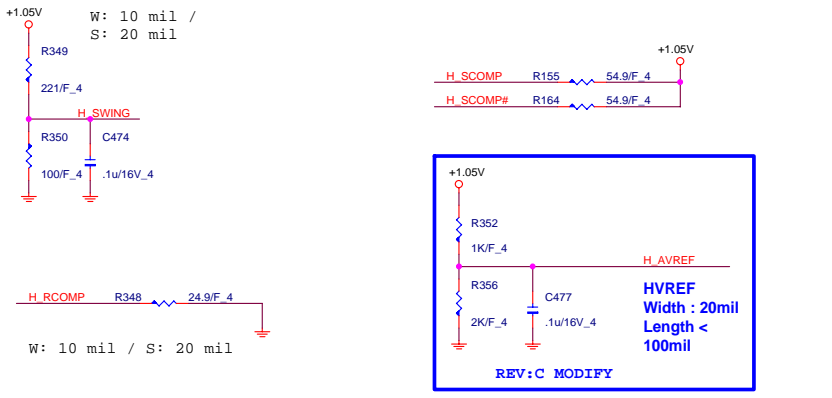 +1.05V
W: 10 mil /
S: 20 mil
R349
221/F_4
H_SWING
R350
C474
100/F_4
.1u/16V_4
+1.05V
H_SCOMP
R155
54.9/F_4
H_SCOMP#
R164
54.9/F_4
+1.05V
R352
1K/F_4
H_AVREF
R356
C477
2K/F_4
.1u/16V_4
HVREF
Width : 20mil
Length <
100mil
REV:C MODIFY
H_RCOMP
R348
24.9/F_4
W: 10 mil / S: 20 mil